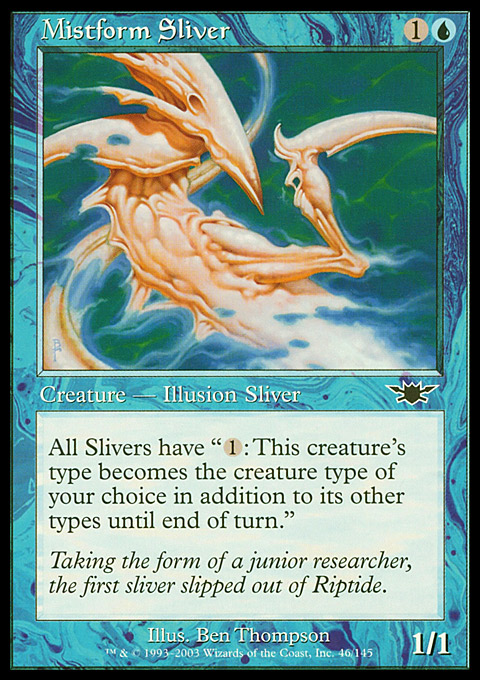 Mistform Sliver 1
Creature — Illusion Sliver
All Slivers have “1: This creature’s
type becomes the creature type of
your choice in addition to its other
types until end of turn.”
Taking the form of a junior researcher,
the first sliver slipped out of Riptide.
Illus. Ben Thompson
1/1
™ & © 1993-2003 Wizards of the Coast, Inc. 46/145